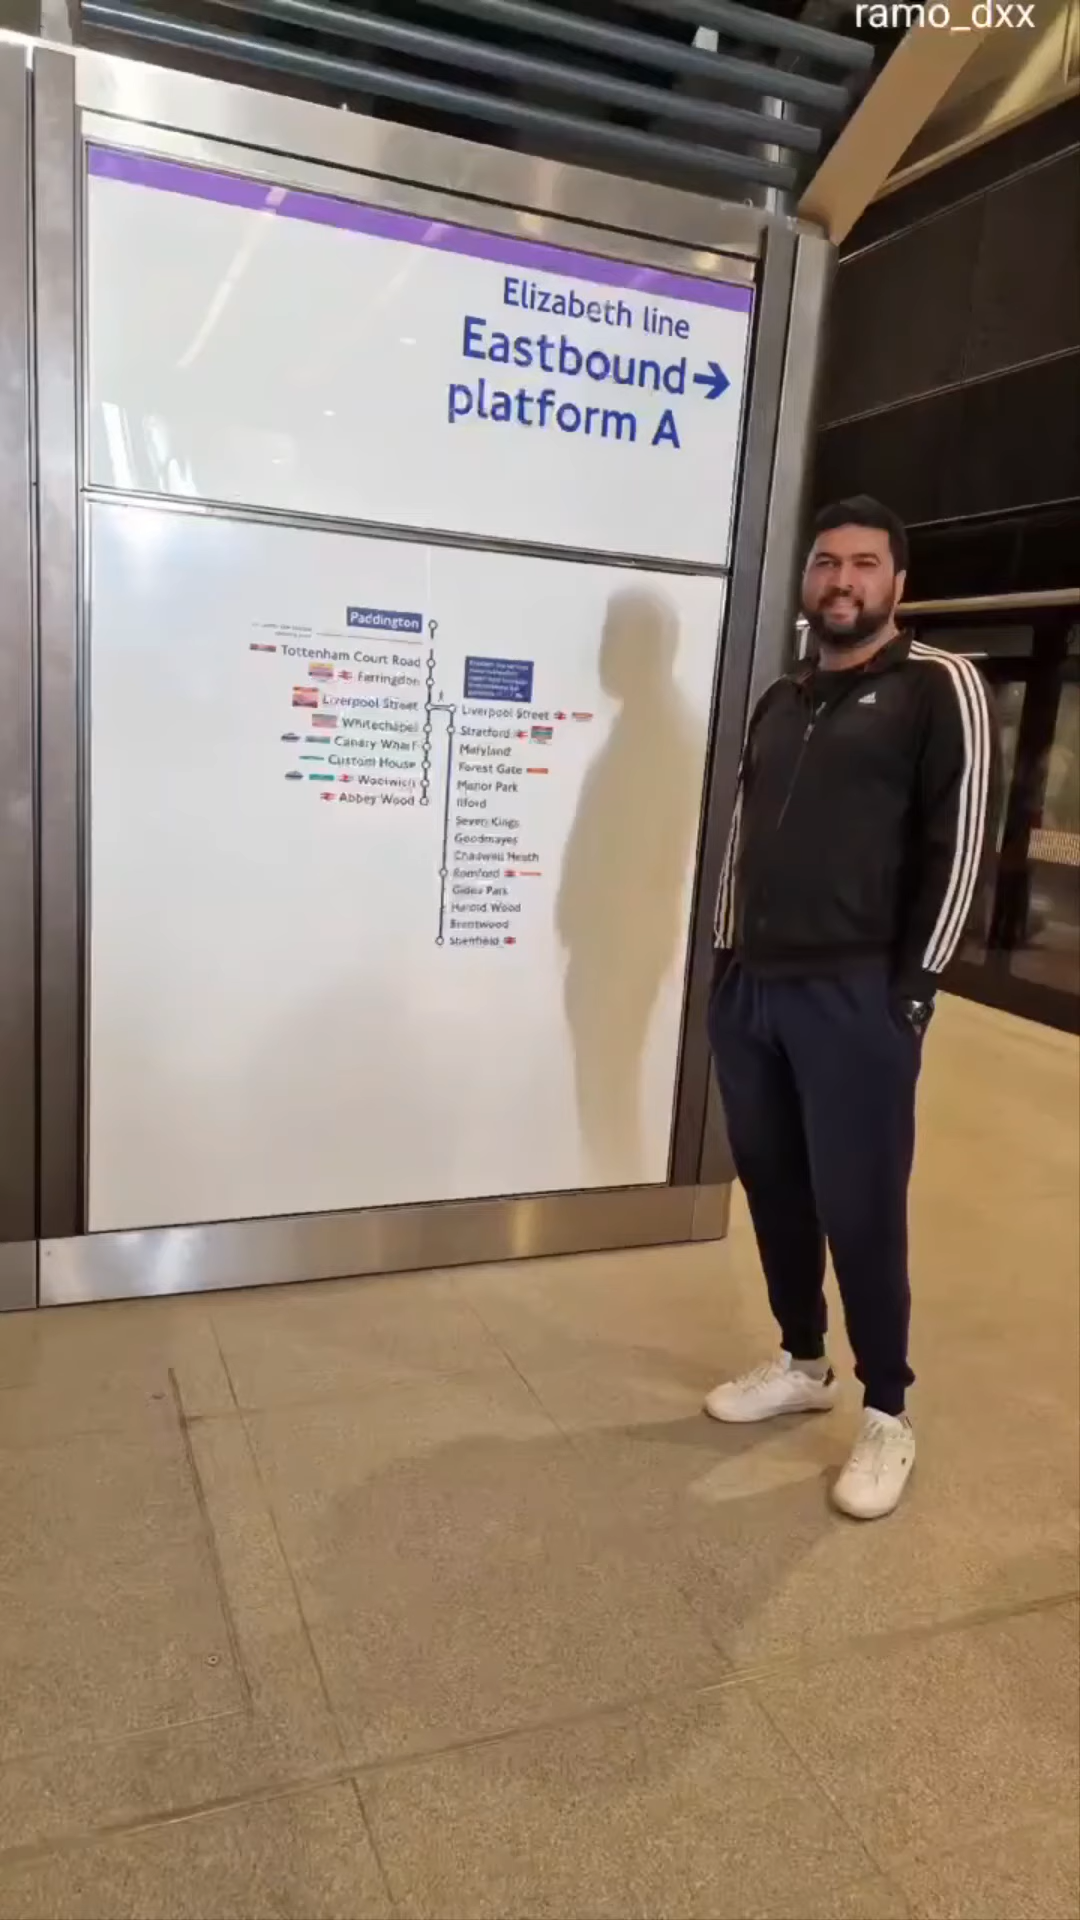 ramo_dxx
Elizabeth line
Eastbound →
platform A
Paddington
Tottenham Court Road
Farringdon
Liverpool Street
Whitechapel
Canary Wharf
Custom House
Woolwich
Abbey Wood
Liverpool Street
Stratford
Maryland
Forest Gate
Manor Park
Ilford
Seven Kings
Goodmayes
Chadwell Heath
Romford
Gidea Park
Harold Wood
Brentwood
Shenfield
adidas